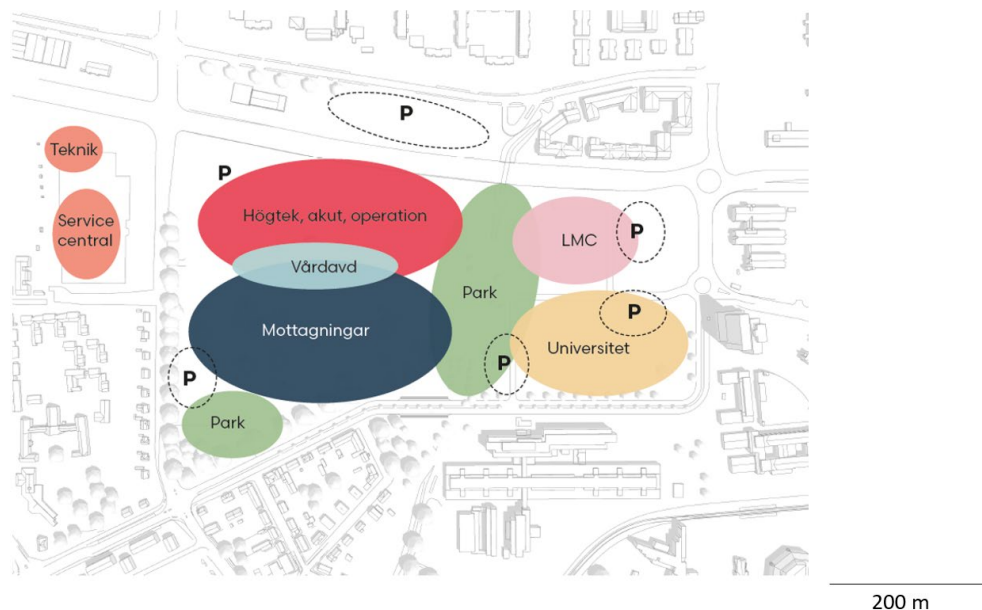 P
Teknik
P
Högtek, akut, operation
Service
central
LMC
P
Vårdavd
Park
P
Mottagningar
Universitet
P
P
Park
200 m